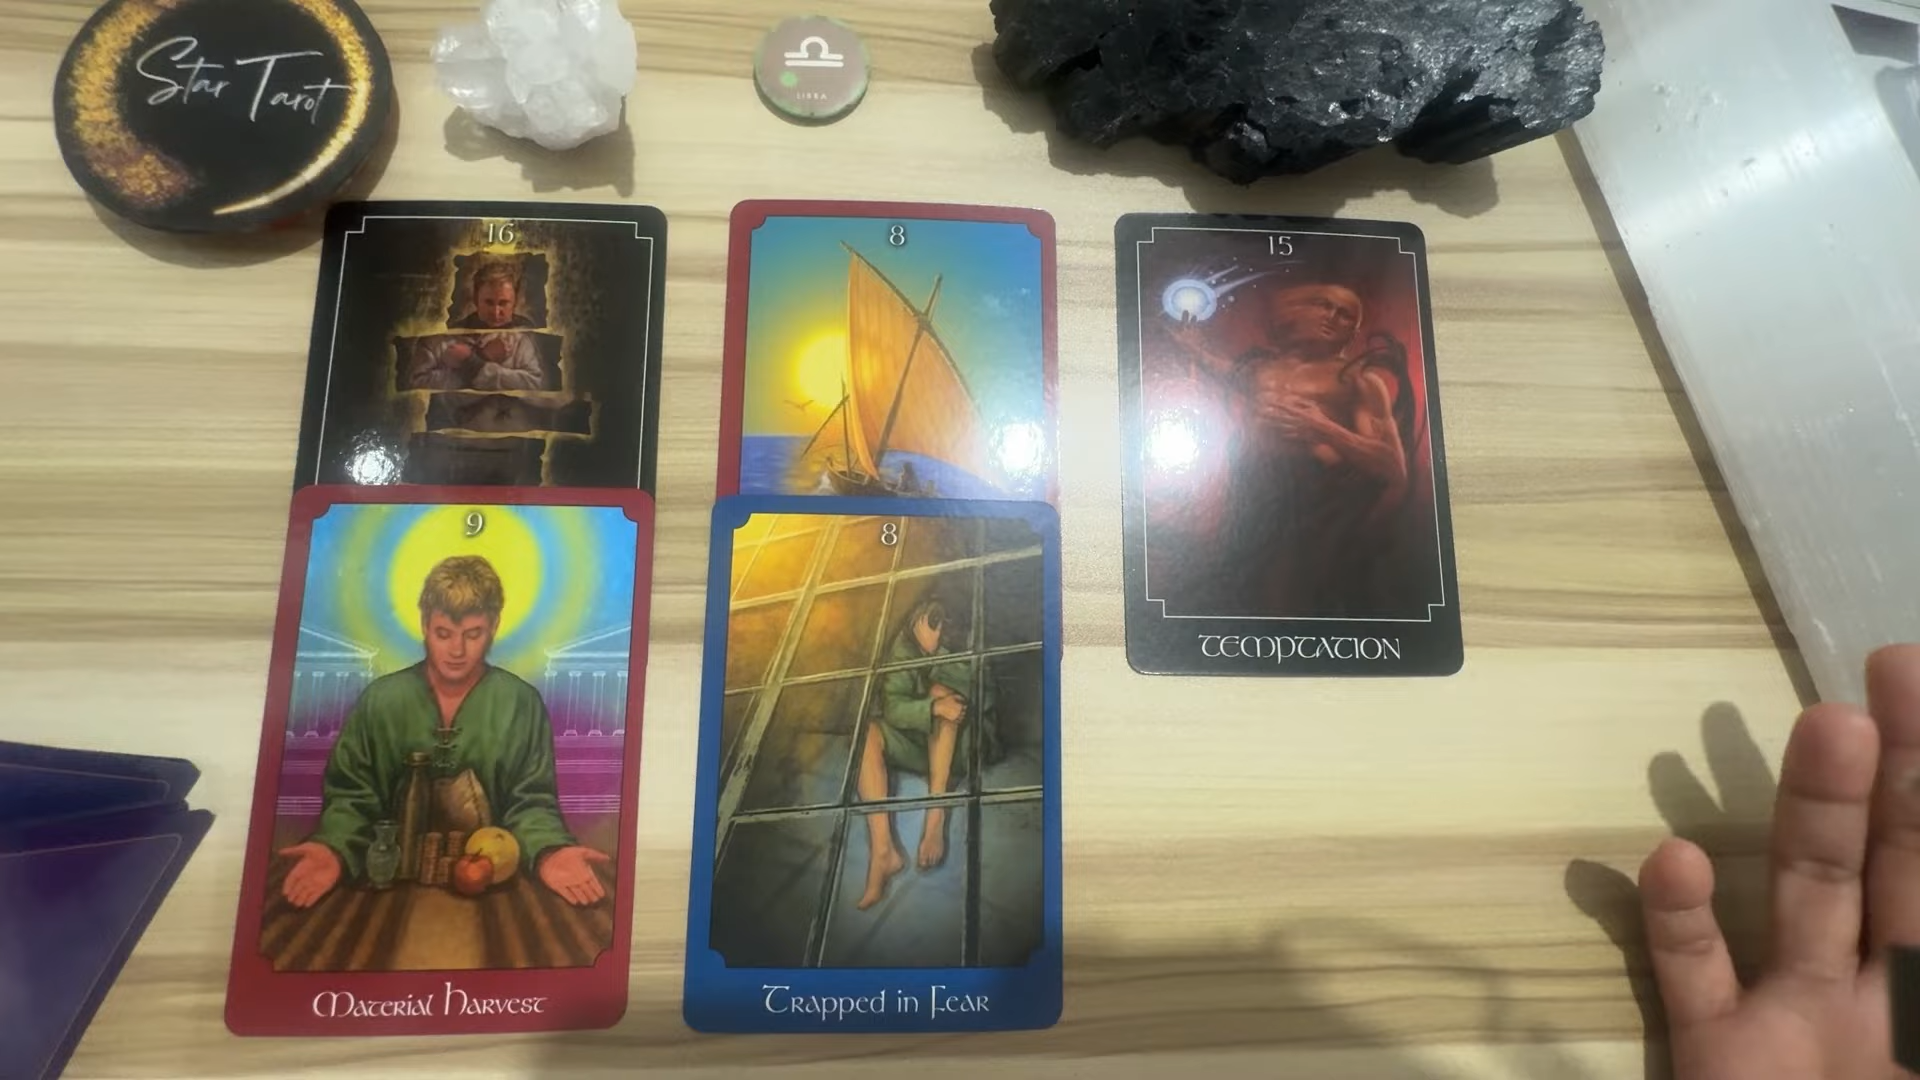 Star Tarot
LIBRA
16
8
15
TEMPTATION
9
Material Harvest
8
Trapped in Fear